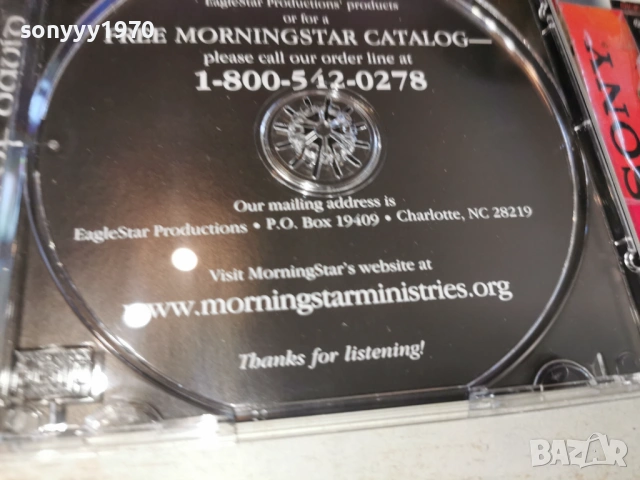 sonyyy1970
EagleStar Productions' products
or for a
FREE MORNINGSTAR CATALOG—
please call our order line at
1-800-542-0278
Our mailing address is
EagleStar Productions • P.O. Box 19409 • Charlotte, NC 28219
Visit MorningStar's website at
www.morningstarministries.org
Thanks for listening!
SONY
BAZAR